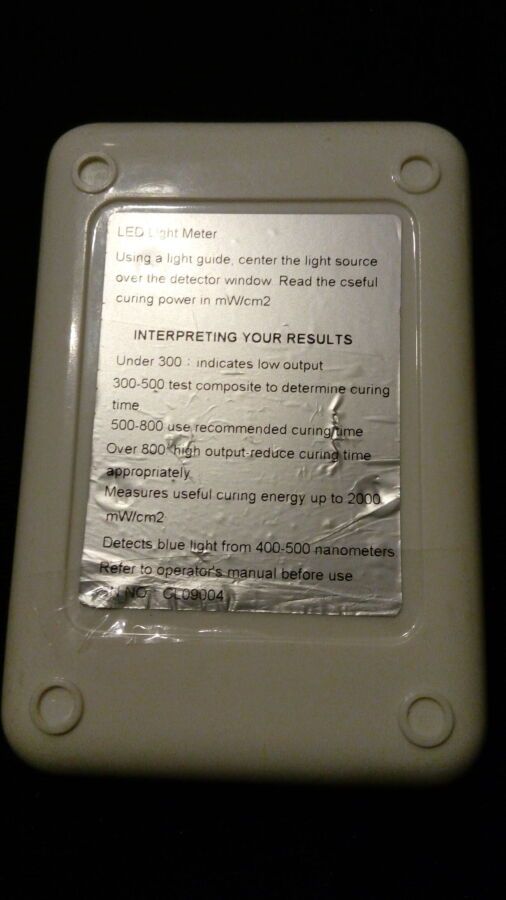 LED Light Meter
Using a light guide, center the light source
over the detector window. Read the cseful
curing power in mW/cm2
INTERPRETING YOUR RESULTS
Under 300 : indicates low output
300-500 test composite to determine curing
time
500-800 use recommended curing time
Over 800 high output-reduce curing time
appropriately
Measures useful curing energy up to 2000
mW/cm2
Detects blue light from 400-500 nanometers
Refer to operator's manual before use
NO : CL09004